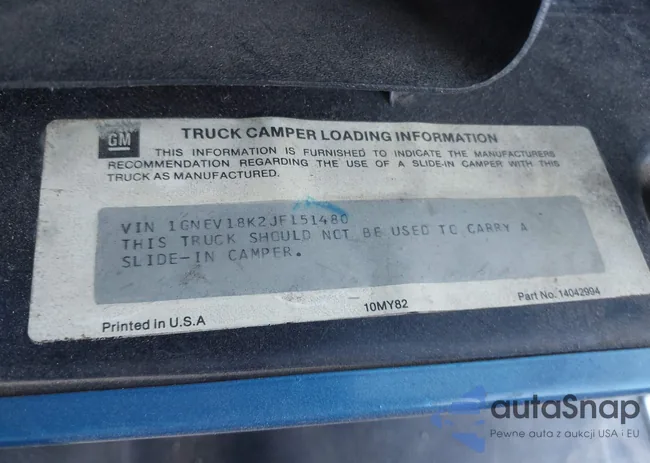 GM
TRUCK CAMPER LOADING INFORMATION
THIS INFORMATION IS FURNISHED TO INDICATE THE MANUFACTURERS
RECOMMENDATION REGARDING THE USE OF A SLIDE-IN CAMPER WITH THIS
TRUCK AS MANUFACTURED.
VIN 1GNEV18K2JF151480
THIS TRUCK SHOULD NOT BE USED TO CARRY A
SLIDE-IN CAMPER.
10MY82
Part No. 14042994
Printed in U.S.A
autoSnap
Pewne auta z aukcji USA i EU